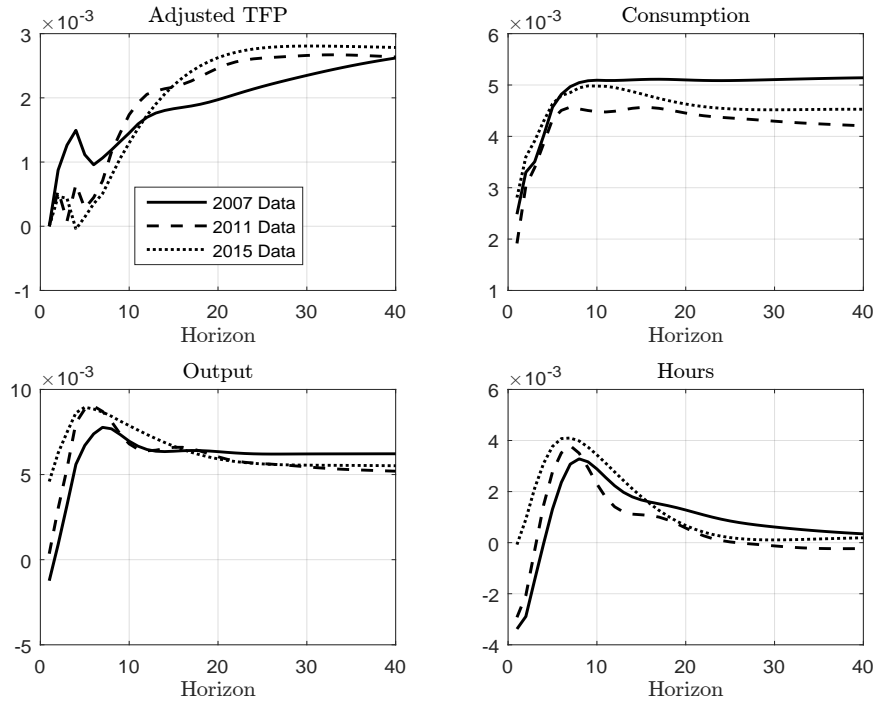 Adjusted TFP
×10-3
3
2
1
0
-1
0 10 20 30 40
Horizon
2007 Data
2011 Data
2015 Data
Consumption
×10-3
6
5
4
3
2
1
0 10 20 30 40
Horizon
Output
×10-3
10
5
0
-5
0 10 20 30 40
Horizon
Hours
×10-3
6
4
2
0
-2
-4
0 10 20 30 40
Horizon